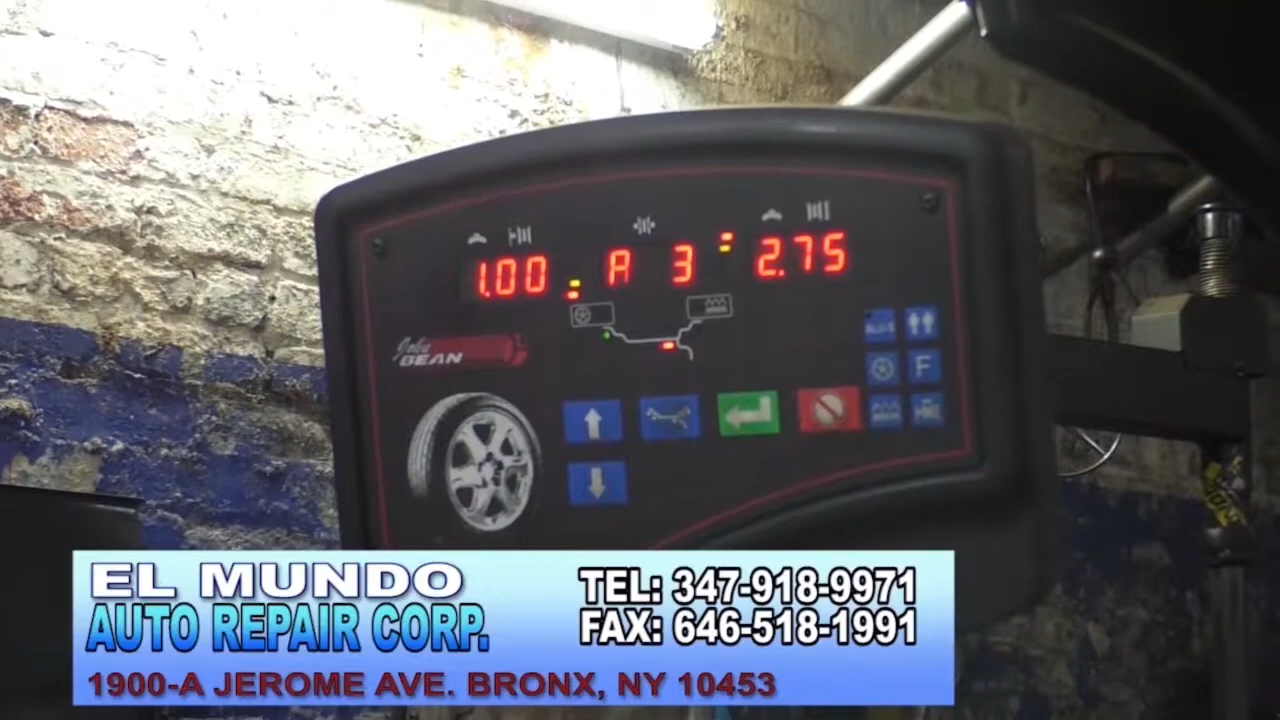 1.00 A 3 2.75
John
BEAN
F
EL MUNDO
AUTO REPAIR CORP.
TEL: 347-918-9971
FAX: 646-518-1991
1900-A JEROME AVE. BRONX, NY 10453